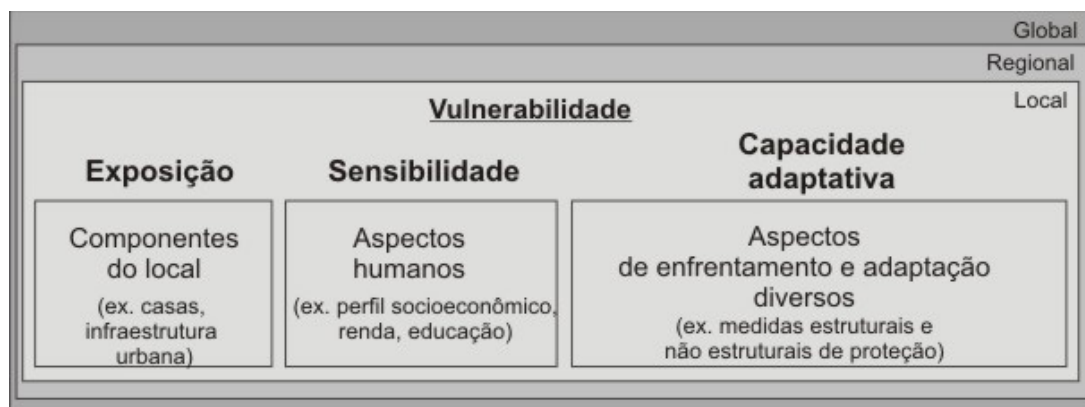 Global
Regional
Local
Vulnerabilidade
Exposição
Componentes
do local
(ex. casas,
infraestrutura
urbana)
Sensibilidade
Aspectos
humanos
(ex. perfil socioeconômico,
renda, educação)
Capacidade
adaptativa
Aspectos
de enfrentamento e adaptação
diversos
(ex. medidas estruturais e
não estruturais de proteção)